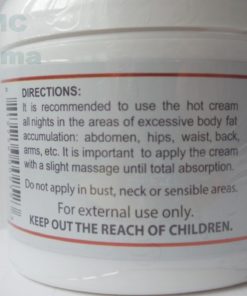 DIRECTIONS:
It is recommended to use the hot cream
all nights in the areas of excessive body fat
accumulation: abdomen, hips, waist, back,
arms, etc. It is important to apply the cream
with a slight massage until total absorption.
Do not apply in bust, neck or sensible areas.
For external use only.
KEEP OUT THE REACH OF CHILDREN.